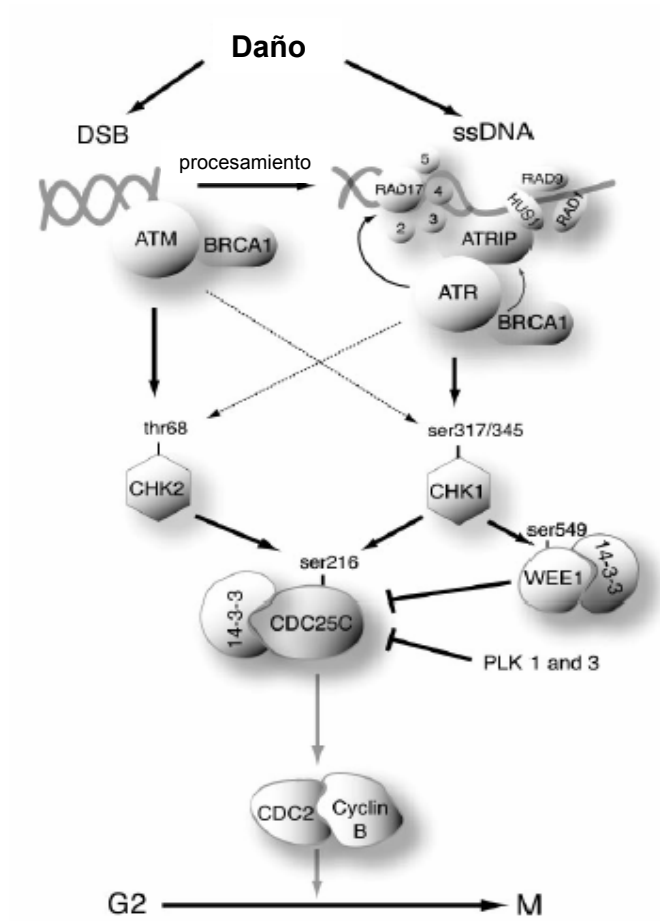 Daño
DSB
ssDNA
procesamiento
5
RAD17
4
2
3
RAD9
HUS1
RAD1
ATM
BRCA1
ATRIP
ATR
BRCA1
thr68
ser317/345
CHK2
CHK1
ser549
ser216
14-3-3
CDC25C
WEE1
14-3-3
PLK 1 and 3
CDC2
Cyclin
B
G2
M